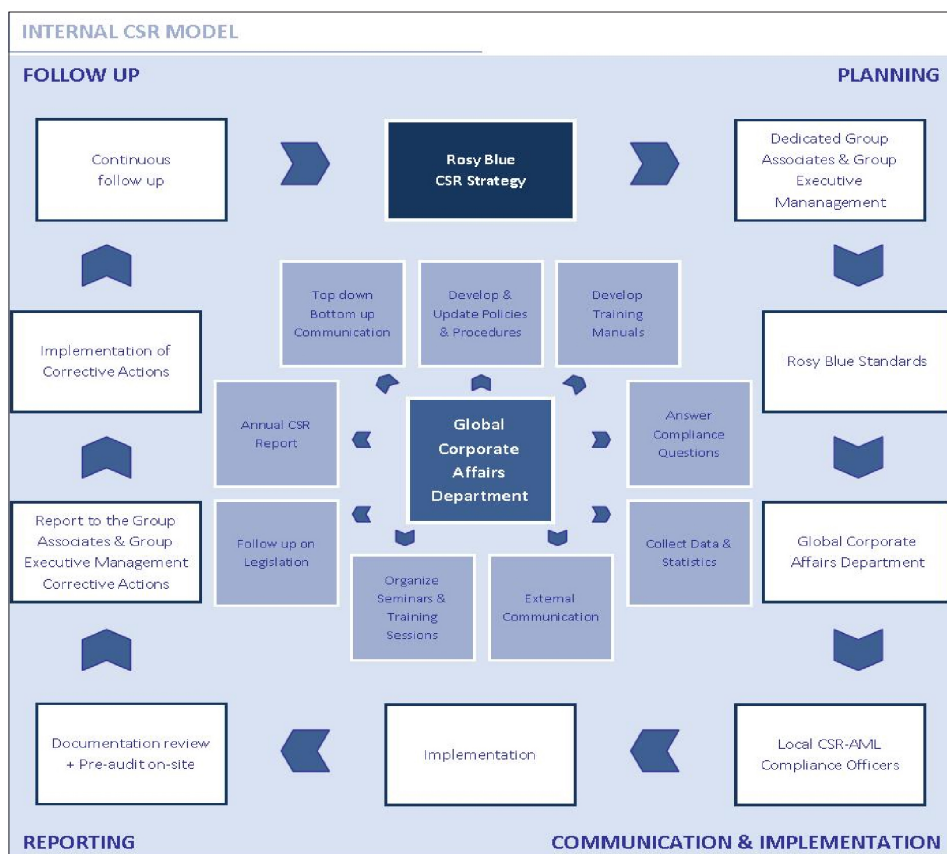 INTERNAL CSR MODEL
FOLLOW UP
PLANNING
Continuous
follow up
Rosy Blue
CSR Strategy
Dedicated Group
Associates & Group
Executive
Mananagement
Top down
Bottom up
Communication
Develop &
Update Policies
& Procedures
Develop
Training
Manuals
Implementation of
Corrective Actions
Rosy Blue Standards
Annual CSR
Report
Global
Corporate
Affairs
Department
Answer
Compliance
Questions
Report to the Group
Associates & Group
Executive Management
Corrective Actions
Follow up on
Legislation
Collect Data &
Statistics
Global Corporate
Affairs Department
Organize
Seminars &
Training
Sessions
External
Communication
Documentation review
+ Pre-audit on-site
Implementation
Local CSR-AML
Compliance Officers
REPORTING
COMMUNICATION & IMPLEMENTATION